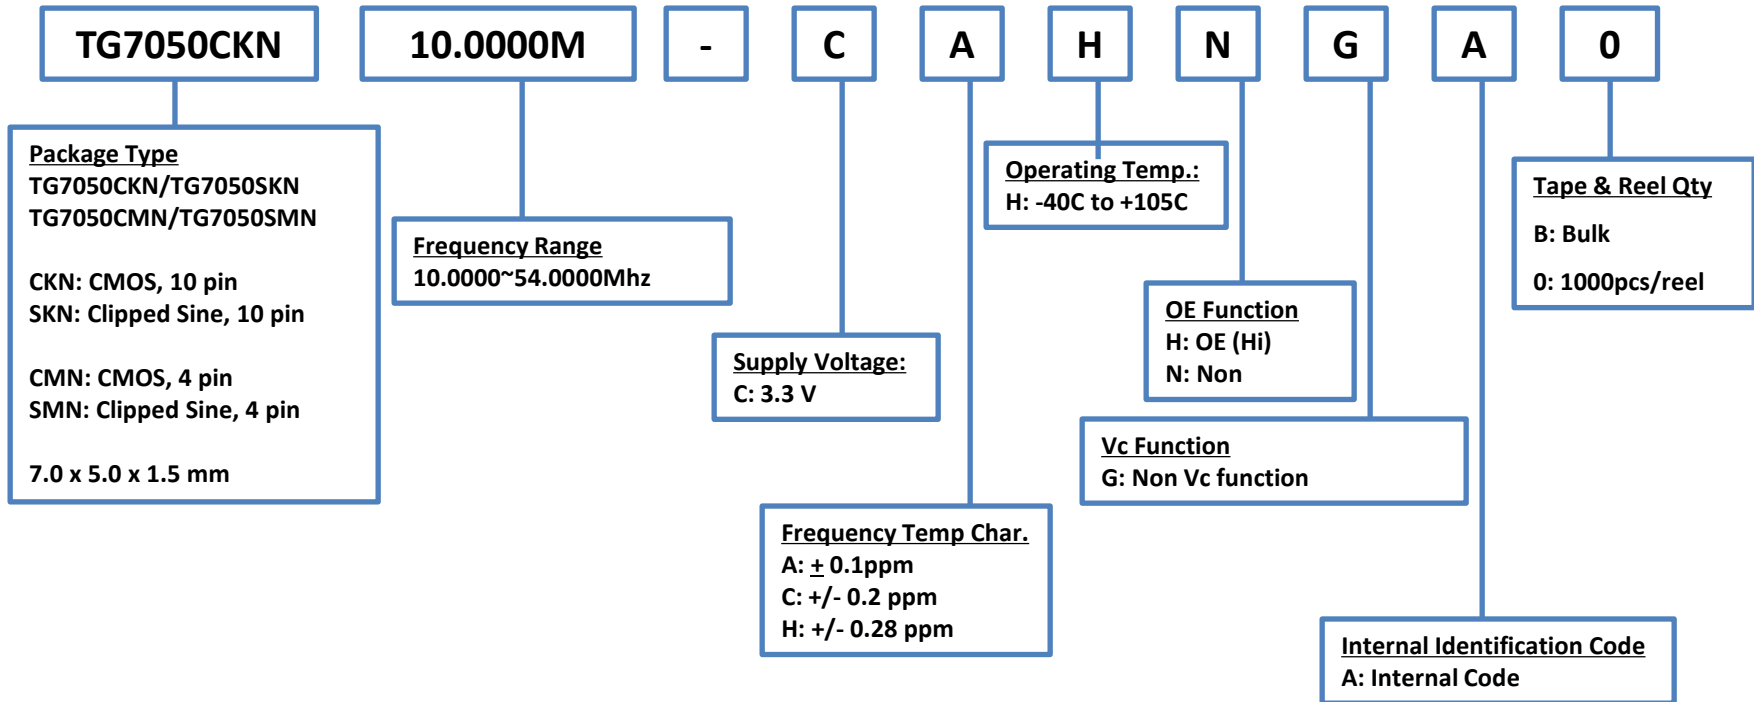 TG7050CKN 10.0000M - C A H N G A 0
Package Type
TG7050CKN/TG7050SKN
TG7050CMN/TG7050SMN
CKN: CMOS, 10 pin
SKN: Clipped Sine, 10 pin
CMN: CMOS, 4 pin
SMN: Clipped Sine, 4 pin
7.0 x 5.0 x 1.5 mm
Frequency Range
10.0000~54.0000Mhz
Supply Voltage:
C: 3.3 V
Frequency Temp Char.
A: ± 0.1ppm
C: +/- 0.2 ppm
H: +/- 0.28 ppm
Operating Temp.:
H: -40C to +105C
OE Function
H: OE (Hi)
N: Non
Vc Function
G: Non Vc function
Internal Identification Code
A: Internal Code
Tape & Reel Qty
B: Bulk
0: 1000pcs/reel